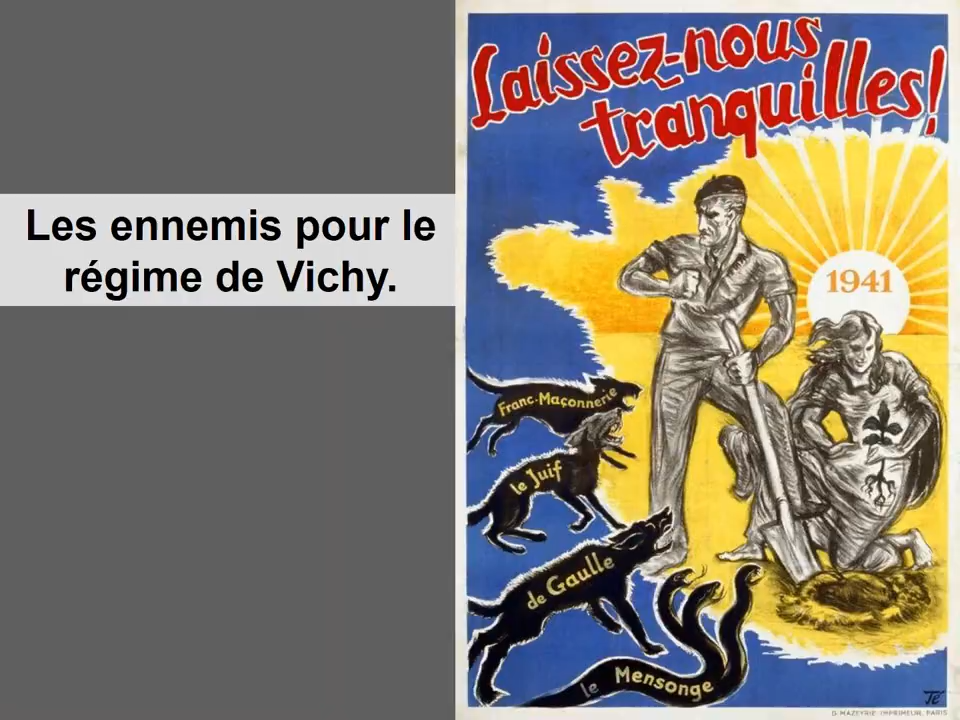 Les ennemis pour le
régime de Vichy.
Laissez-nous
tranquilles!
1941
Franc-Maçonnerie
le Juif
de Gaulle
le Mensonge
TÉ
G. MAZEYRIE IMPRIMEUR, PARIS